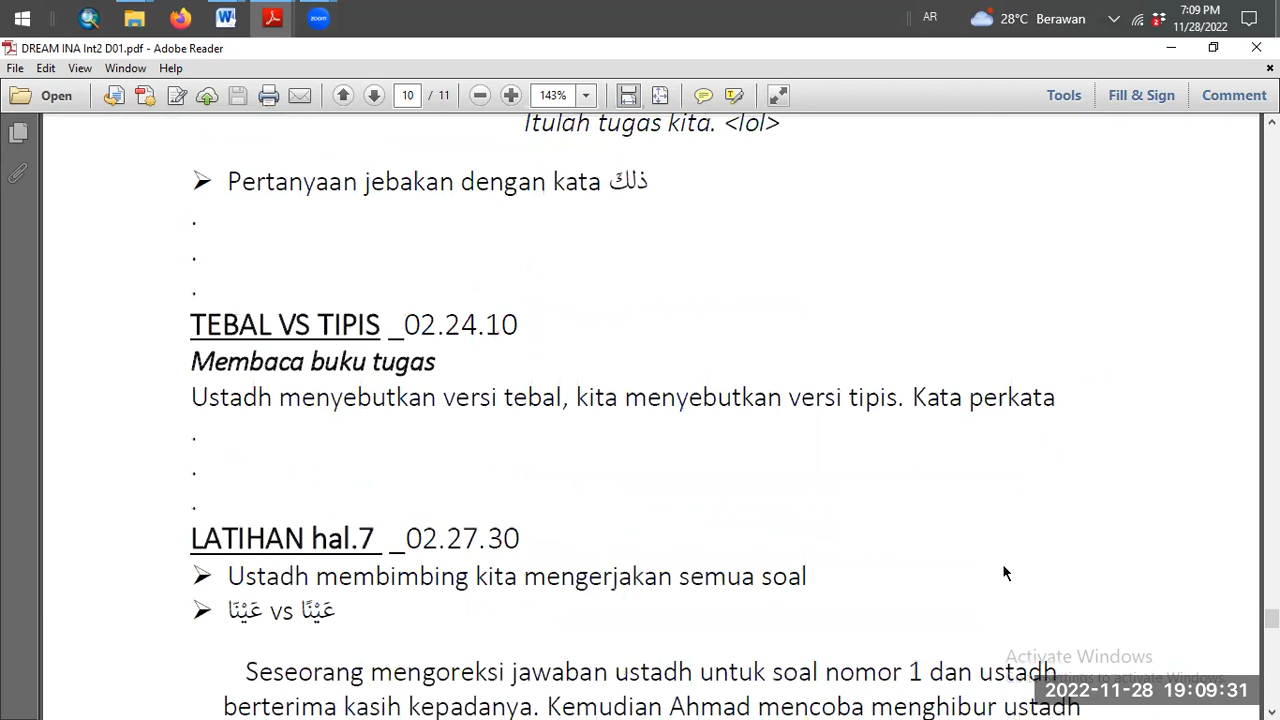 7:09 PM
AR
28°C Berawan
11/28/2022
DREAM INA Int2 D01.pdf - Adobe Reader
File Edit View Window Help
Open
10 / 11
143%
Tools Fill & Sign Comment
Itulah tugas kita. <lol>
➢ Pertanyaan jebakan dengan kata ذلكَ
.
.
.
TEBAL VS TIPIS _02.24.10
Membaca buku tugas
Ustadh menyebutkan versi tebal, kita menyebutkan versi tipis. Kata perkata
.
.
.
LATIHAN hal.7 _02.27.30
➢ Ustadh membimbing kita mengerjakan semua soal
➢ عَيْنَا vs عَيْنًا
Seseorang mengoreksi jawaban ustadh untuk soal nomor 1 dan ustadh
Activate Windows
berterima kasih kepadanya. Kemudian Ahmad mencoba menghibur ustadh
2022-11-28 19:09:31